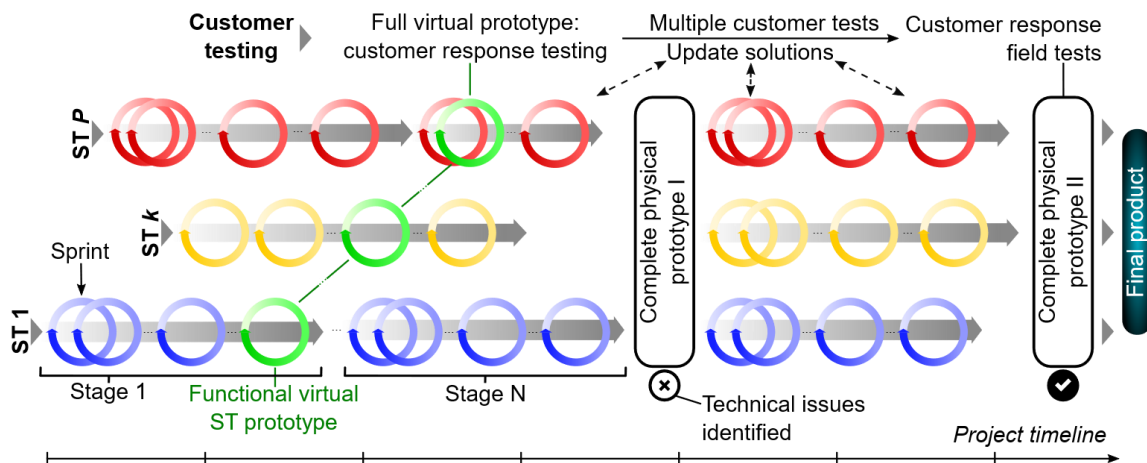 Customer
testing
Full virtual prototype:
customer response testing
Multiple customer tests
Update solutions
Customer response
field tests
ST P
ST k
ST 1
Sprint
Complete physical
prototype I
Complete physical
prototype II
Final product
Stage 1
Functional virtual
ST prototype
Stage N
Technical issues
identified
Project timeline